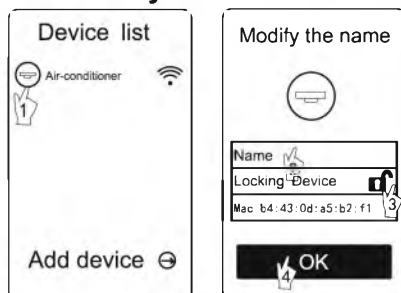 Device list
Air-conditioner
1
Add device
Modify the name
Name
2
Locking Device
3
Mac b4:43:0d:a5:b2:f1
OK
4